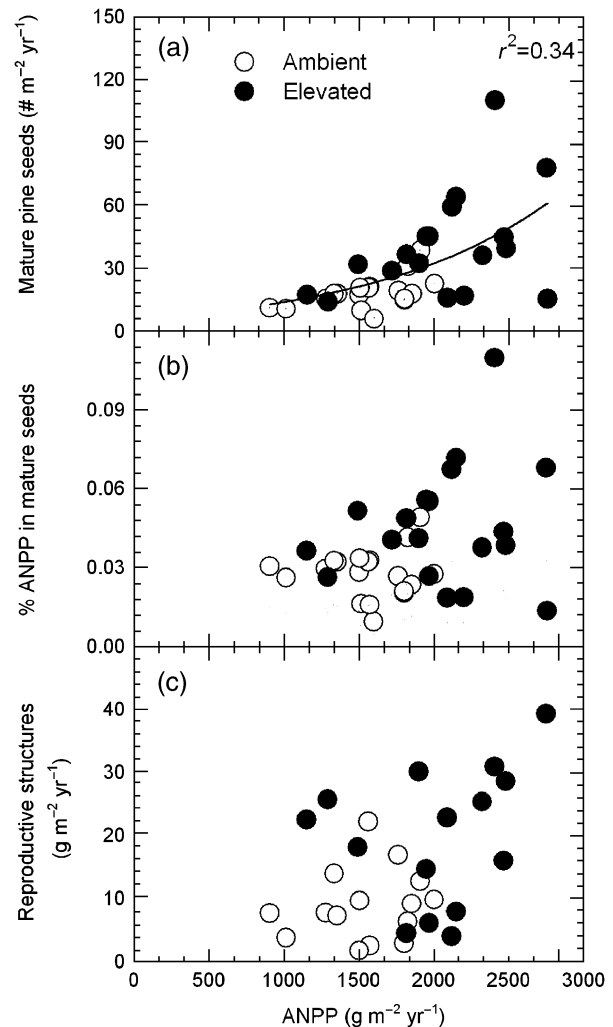 Mature pine seeds (# m⁻² yr⁻¹)
150
120
90
60
30
0
(a)
Ambient
Elevated
r²=0.34
% ANPP in mature seeds
0.09
0.06
0.03
0.00
(b)
Reproductive structures
(g m⁻² yr⁻¹)
40
30
20
10
0
(c)
0 500 1000 1500 2000 2500 3000
ANPP (g m⁻² yr⁻¹)